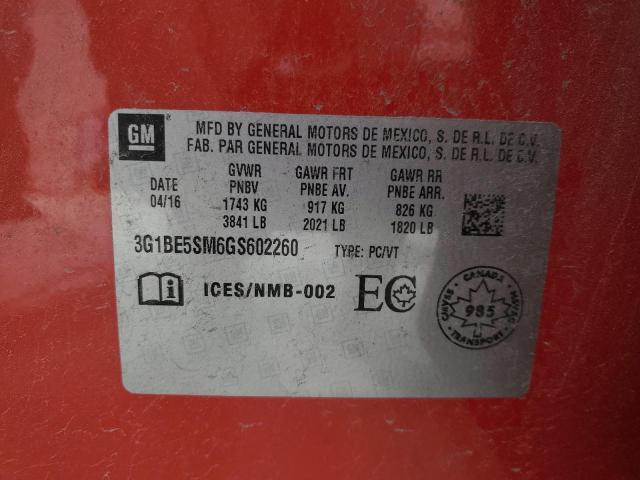 GM
MFD BY GENERAL MOTORS DE MEXICO, S. DE R.L. DE C.V.
FAB. PAR GENERAL MOTORS DE MEXICO, S. DE R.L. DE C.V.
GVWR GAWR FRT GAWR RR
DATE PNBV PNBE AV. PNBE ARR.
04/16 1743 KG 917 KG 826 KG
3841 LB 2021 LB 1820 LB
3G1BE5SM6GS602260 TYPE: PC/VT
ICES/NMB-002 EC
CANADA
985
TRANSPORT